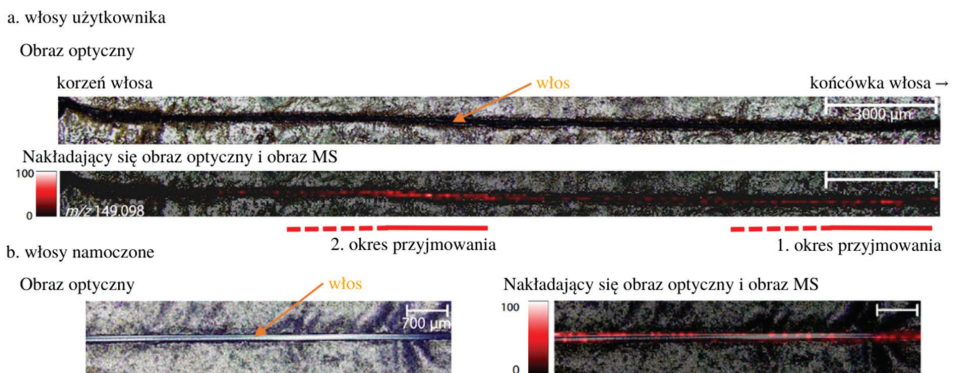 a. włosy użytkownika
Obraz optyczny
korzeń włosa
włos
końcówka włosa →
3000 μm
Nakładający się obraz optyczny i obraz MS
100
0
m/z 149.098
2. okres przyjmowania
1. okres przyjmowania
b. włosy namoczone
Obraz optyczny
włos
700 μm
Nakładający się obraz optyczny i obraz MS
100
0